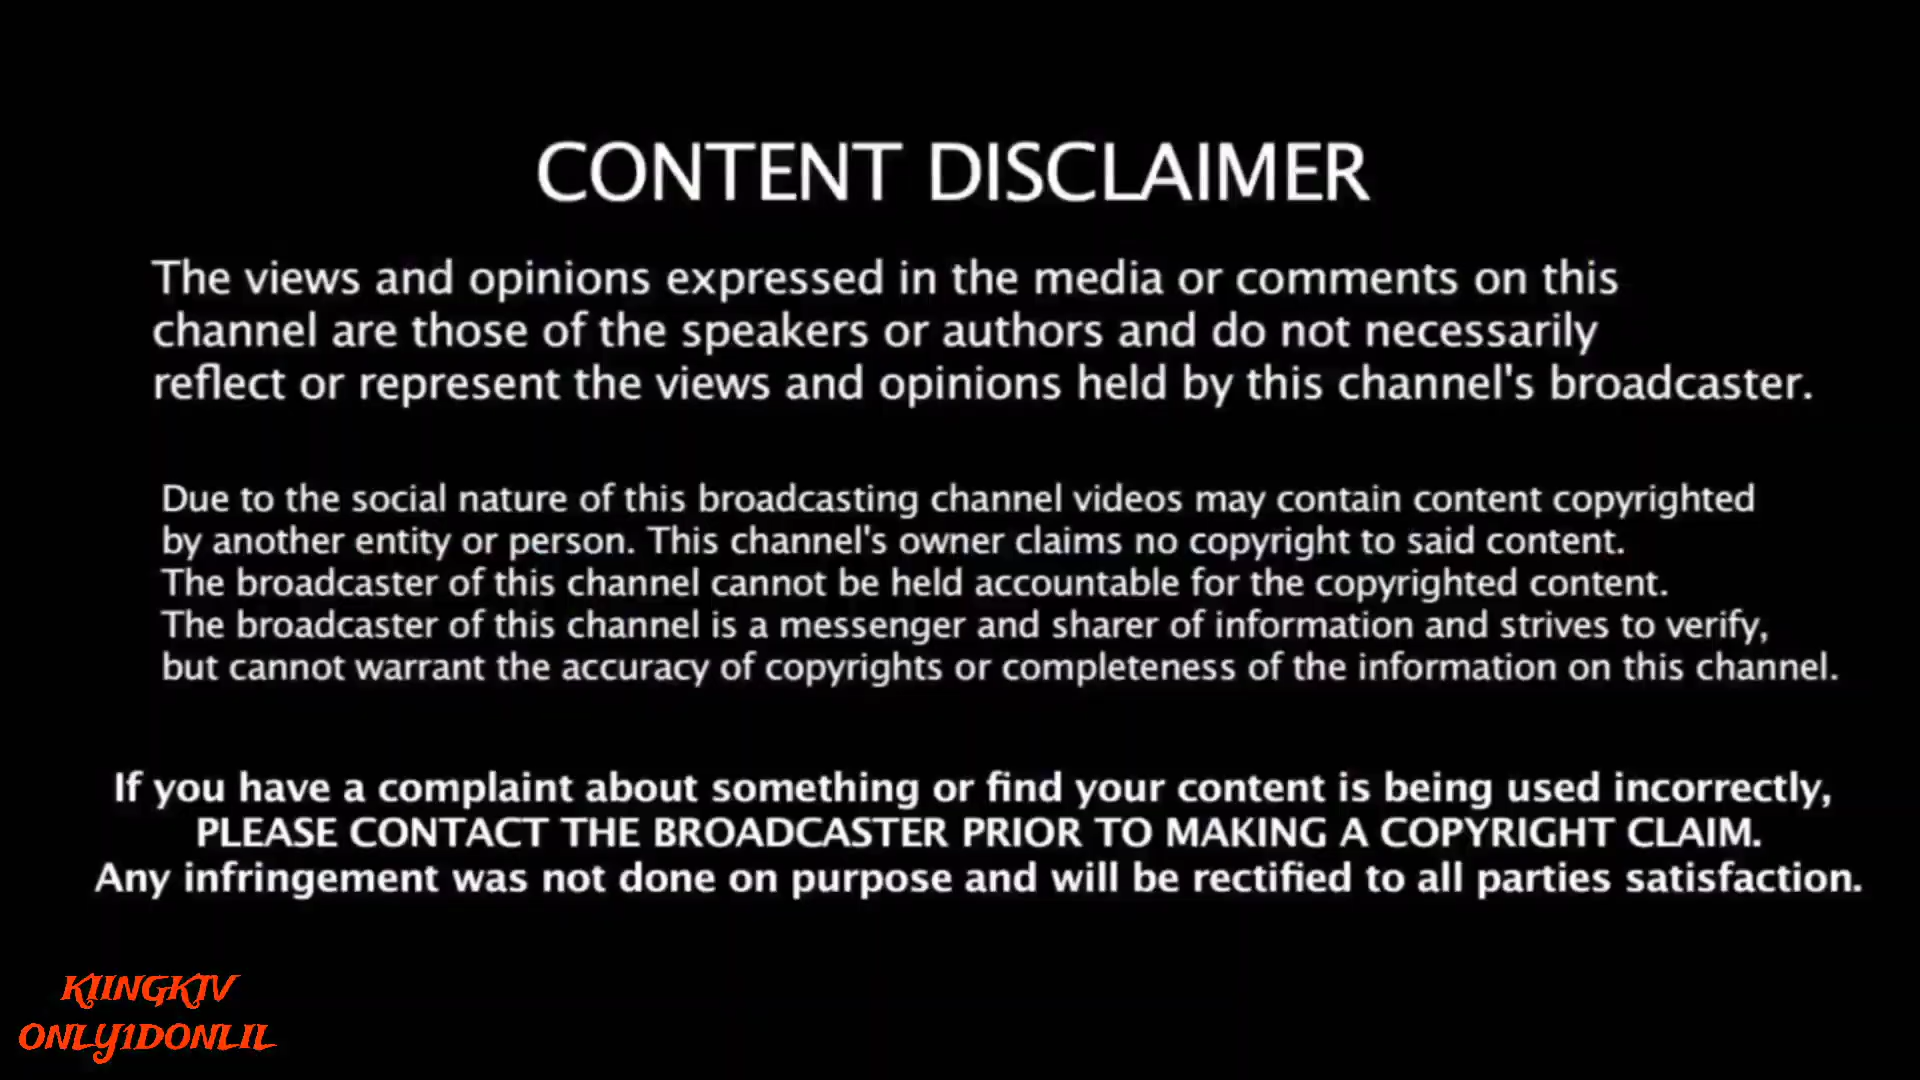 CONTENT DISCLAIMER
The views and opinions expressed in the media or comments on this
channel are those of the speakers or authors and do not necessarily
reflect or represent the views and opinions held by this channel's broadcaster.
Due to the social nature of this broadcasting channel videos may contain content copyrighted
by another entity or person. This channel's owner claims no copyright to said content.
The broadcaster of this channel cannot be held accountable for the copyrighted content.
The broadcaster of this channel is a messenger and sharer of information and strives to verify,
but cannot warrant the accuracy of copyrights or completeness of the information on this channel.
If you have a complaint about something or find your content is being used incorrectly,
PLEASE CONTACT THE BROADCASTER PRIOR TO MAKING A COPYRIGHT CLAIM.
Any infringement was not done on purpose and will be rectified to all parties satisfaction.
KIINGKTV
ONLY1DONLIL